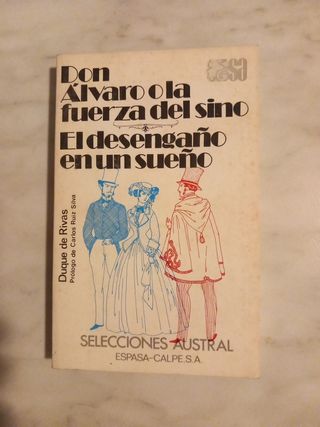 Don
Álvaro o la
fuerza del sino
El desengaño
en un sueño
Duque de Rivas
Prólogo de Carlos Ruiz Silva
SELECCIONES AUSTRAL
ESPASA-CALPE, S.A.